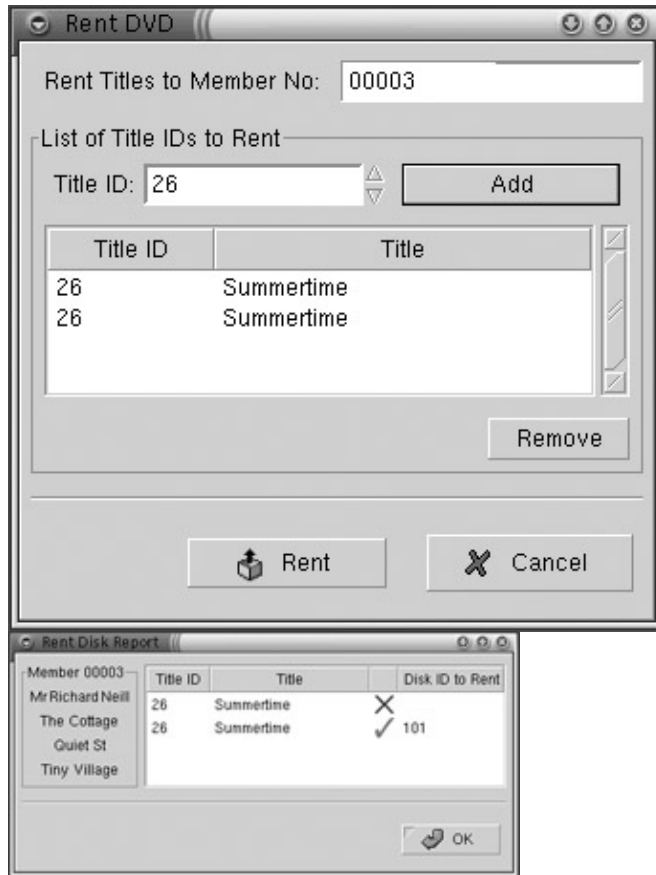 Rent DVD
Rent Titles to Member No: 00003
List of Title IDs to Rent
Title ID: 26 Add
Title ID Title
26 Summertime
26 Summertime
Remove
Rent Cancel
Rent Disk Report
Member 00003
Mr Richard Neill
The Cottage
Quiet St
Tiny Village
Title ID Title Disk ID to Rent
26 Summertime
26 Summertime 101
OK